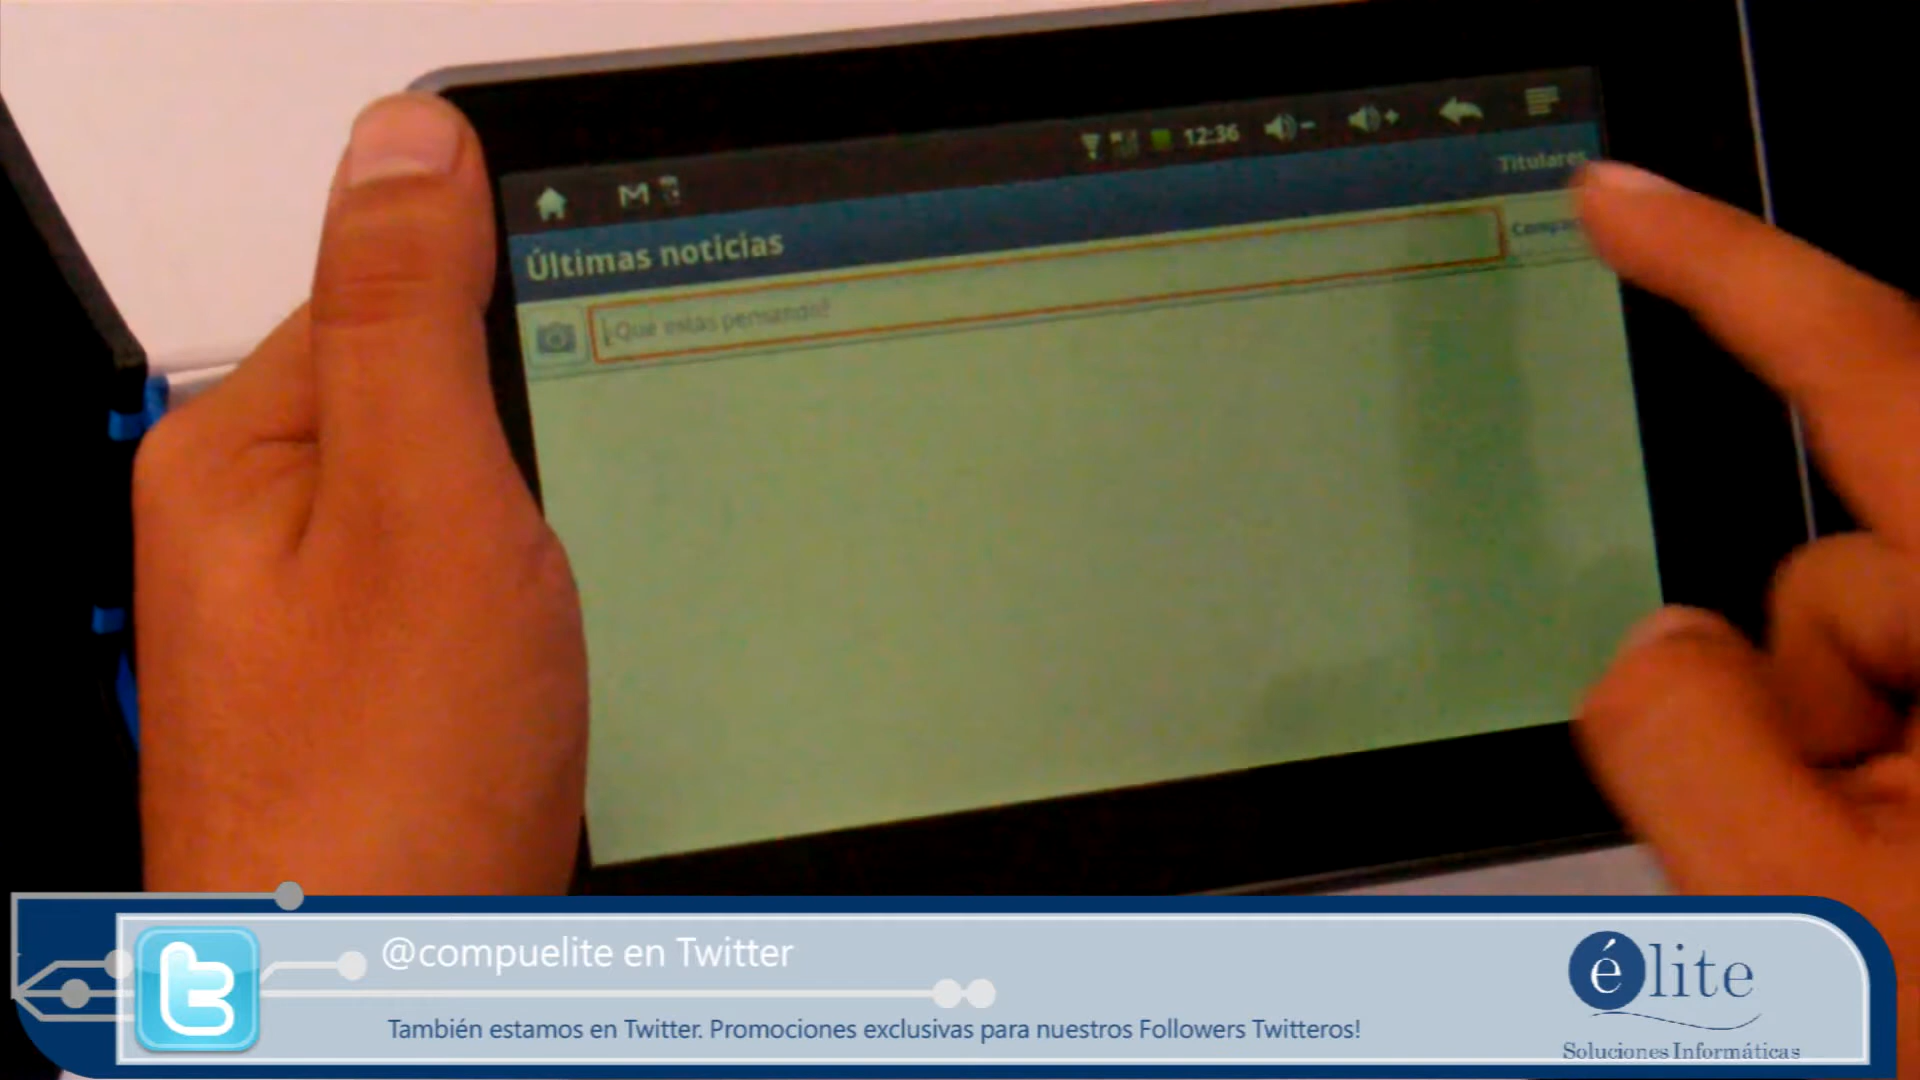 12:36
Titulares
Últimas noticias
¿Qué estás pensando?
@compuelite en Twitter
También estamos en Twitter. Promociones exclusivas para nuestros Followers Twitteros!
élite
Soluciones Informáticas